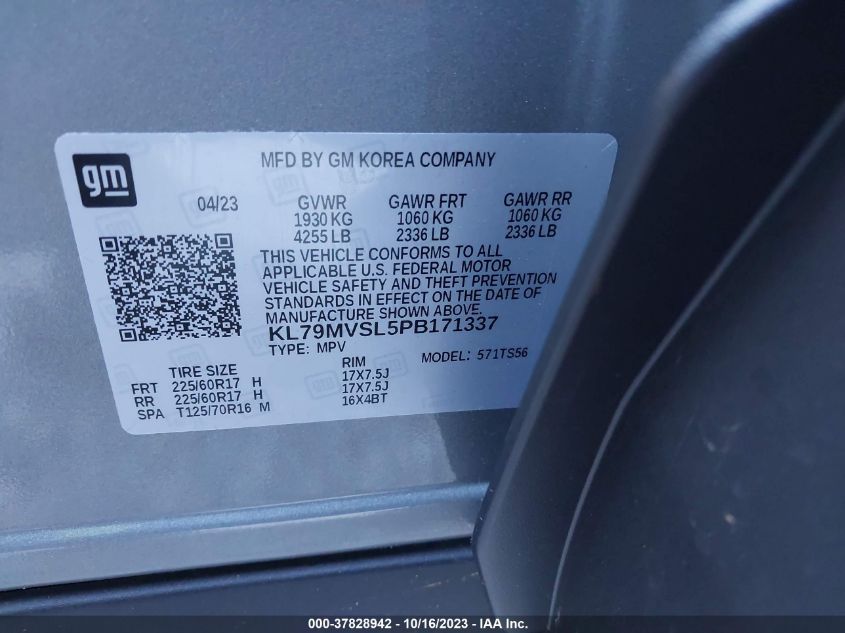 gm
MFD BY GM KOREA COMPANY
04/23 GVWR GAWR FRT GAWR RR
1930 KG 1060 KG 1060 KG
4255 LB 2336 LB 2336 LB
THIS VEHICLE CONFORMS TO ALL
APPLICABLE U.S. FEDERAL MOTOR
VEHICLE SAFETY AND THEFT PREVENTION
STANDARDS IN EFFECT ON THE DATE OF
MANUFACTURE SHOWN ABOVE.
KL79MVSL5PB171337
TYPE: MPV MODEL: 571TS56
TIRE SIZE RIM
FRT 225/60R17 H 17X7.5J
RR 225/60R17 H 17X7.5J
SPA T125/70R16 M 16X4BT
000-37828942 - 10/16/2023 - IAA Inc.